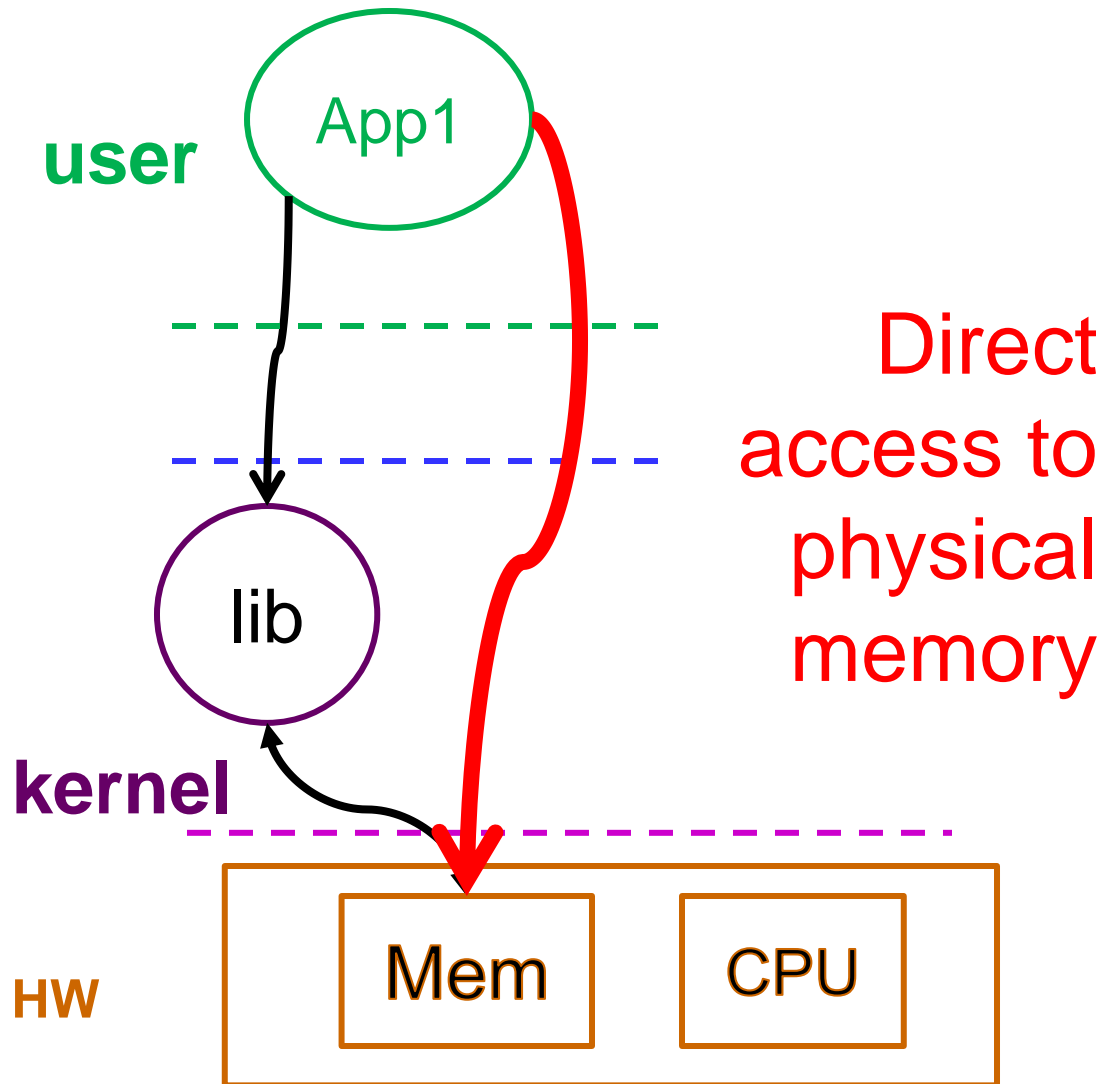 App1
user
Direct
access to
physical
memory
lib
kernel
Mem
CPU
HW